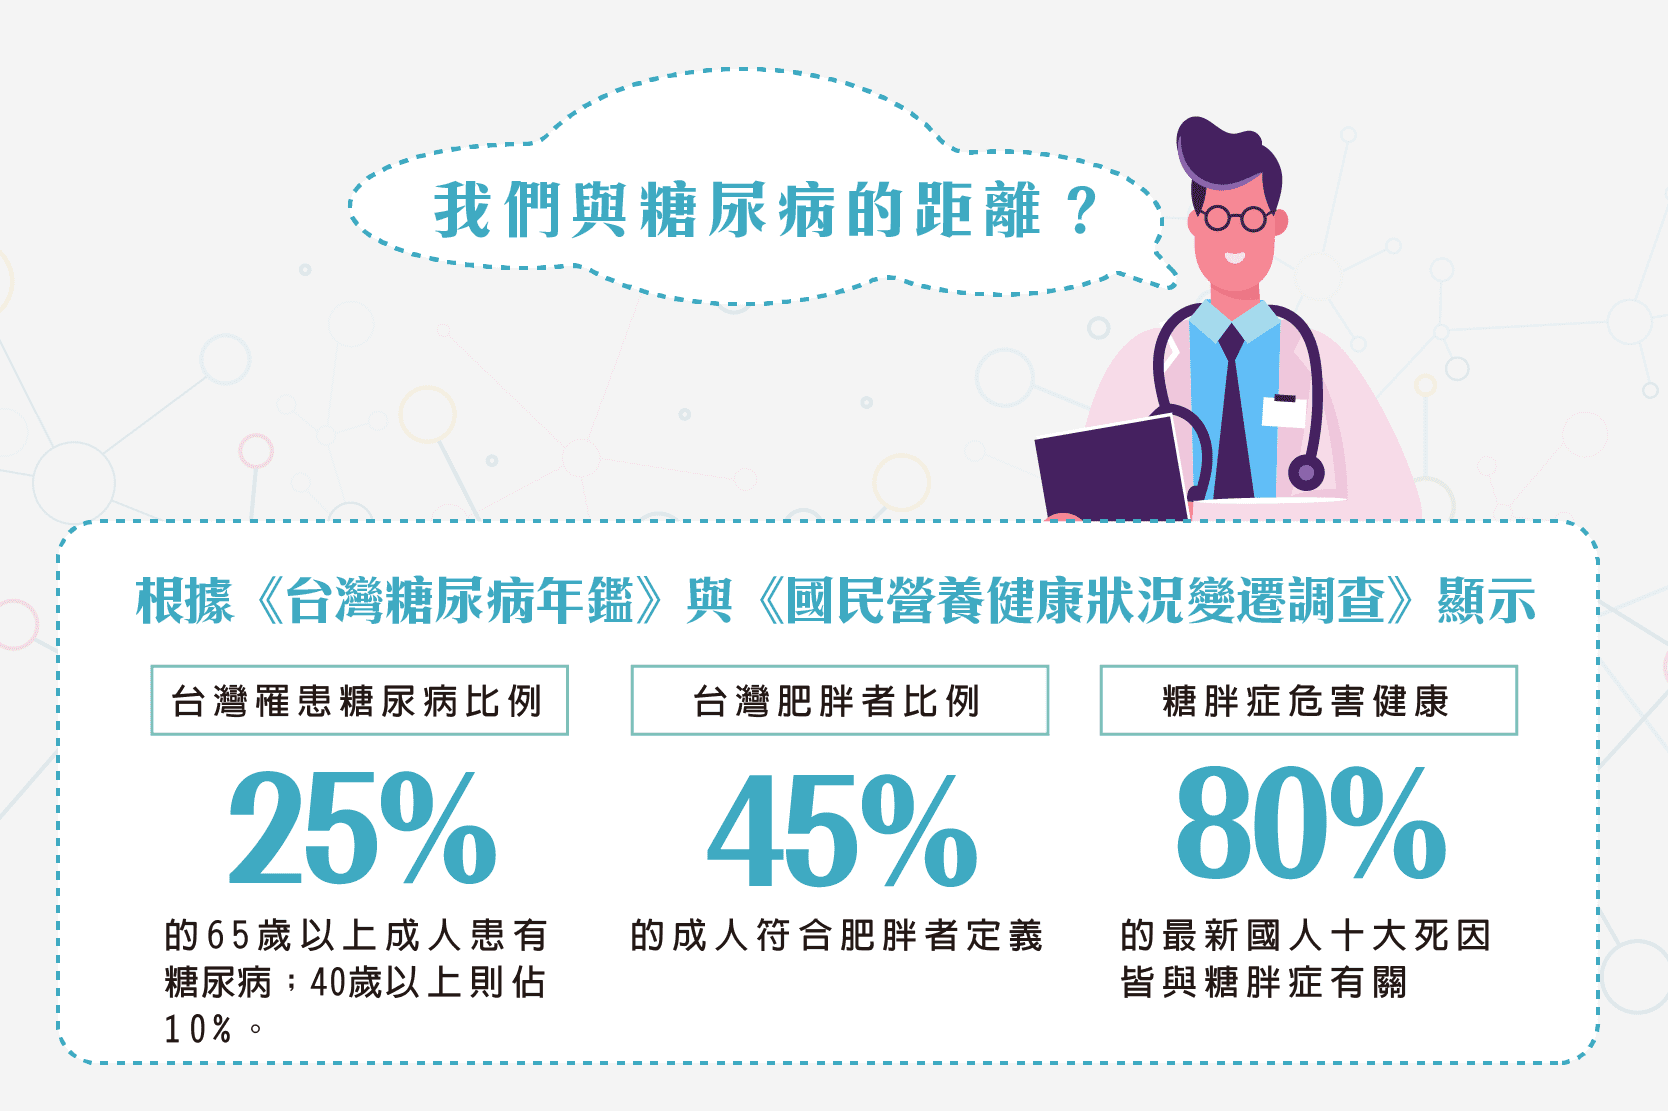 我們與糖尿病的距離？
根據《台灣糖尿病年鑑》與《國民營養健康狀況變遷調查》顯示
台灣罹患糖尿病比例
25%
的65歲以上成人患有
糖尿病；40歲以上則佔
10%。
台灣肥胖者比例
45%
的成人符合肥胖者定義
糖胖症危害健康
80%
的最新國人十大死因
皆與糖胖症有關